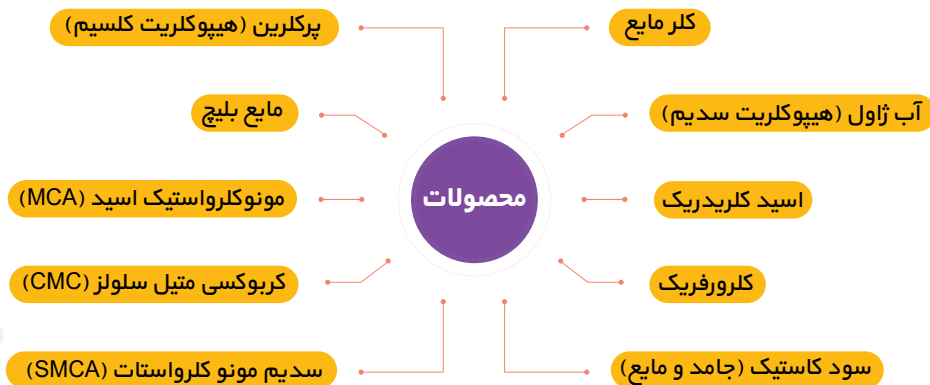 کلر مایع
پرکلرین (هیپوکلریت کلسیم)
آب ژاول (هیپوکلریت سدیم)
مایع بلیچ
محصولات
اسید کلریدریک
مونوکلرواستیک اسید (MCA)
کلرورفریک
کربوکسی متیل سلولز (CMC)
سود کاستیک (جامد و مایع)
سدیم مونو کلرواستات (SMCA)